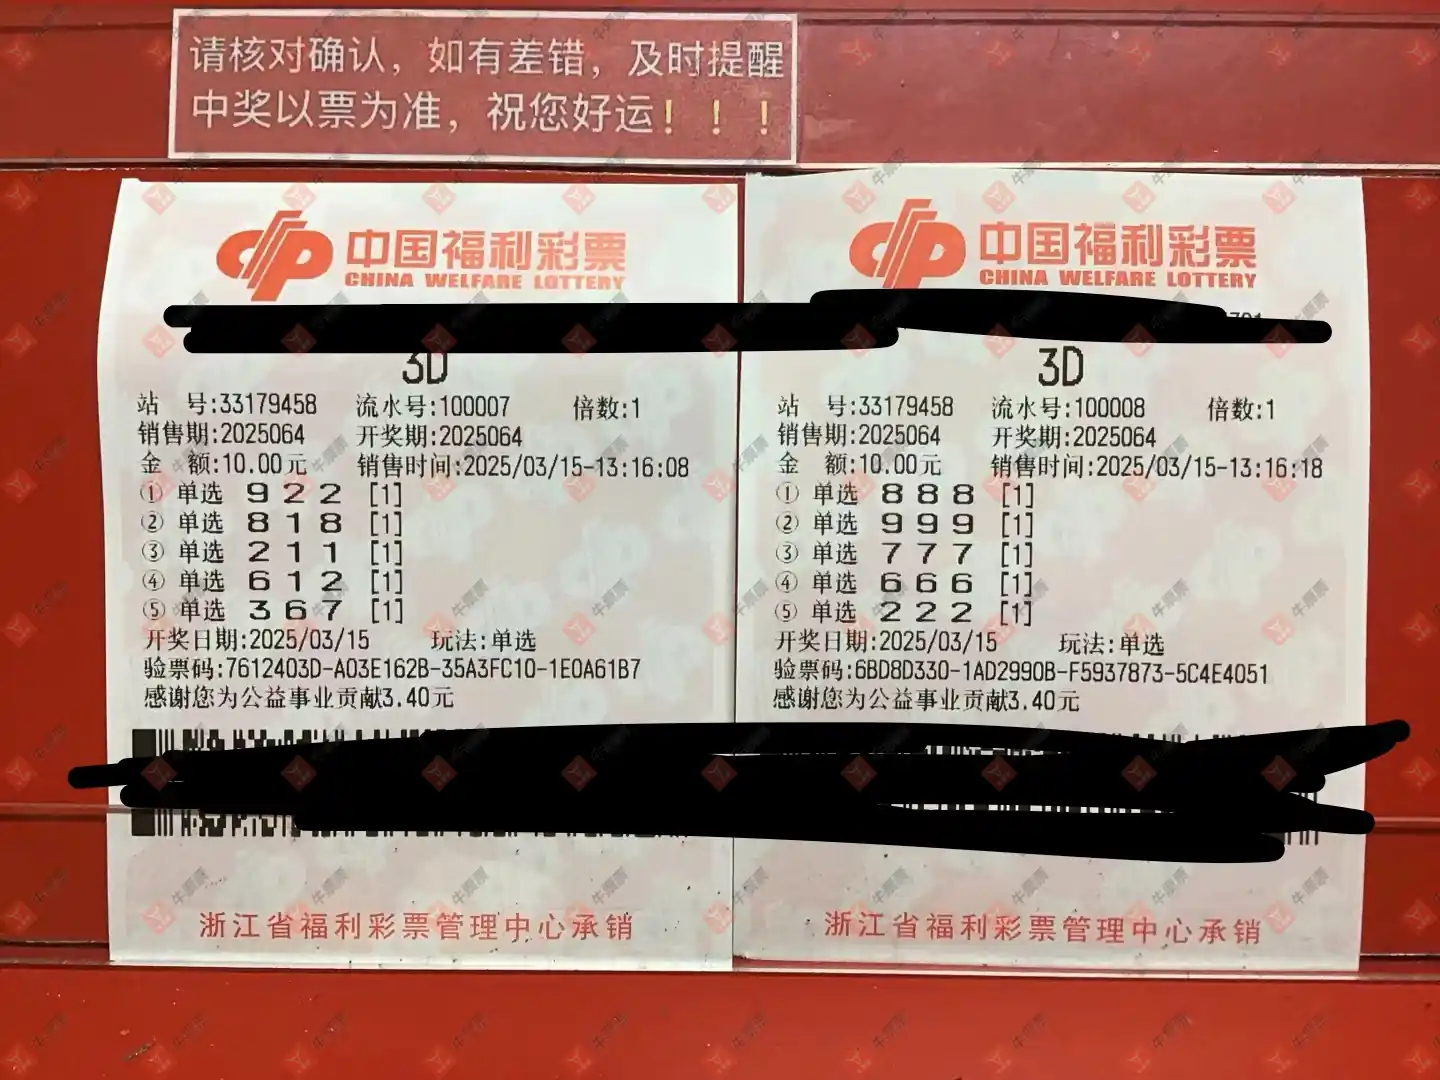 请核对确认，如有差错，及时提醒
中奖以票为准，祝您好运！！！
中国福利彩票
CHINA WELFARE LOTTERY
3D
站 号:33179458 流水号:100007 倍数:1
销售期:2025064 开奖期:2025064
金 额:10.00元 销售时间:2025/03/15-13:16:08
① 单选 9 2 2 [1]
② 单选 8 1 8 [1]
③ 单选 2 1 1 [1]
④ 单选 6 1 2 [1]
⑤ 单选 3 6 7 [1]
开奖日期:2025/03/15 玩法:单选
验票码:7612403D-A03E162B-35A3FC10-1E0A61B7
感谢您为公益事业贡献3.40元
浙江省福利彩票管理中心承销
中国福利彩票
CHINA WELFARE LOTTERY
3D
站 号:33179458 流水号:100008 倍数:1
销售期:2025064 开奖期:2025064
金 额:10.00元 销售时间:2025/03/15-13:16:18
① 单选 8 8 8 [1]
② 单选 9 9 9 [1]
③ 单选 7 7 7 [1]
④ 单选 6 6 6 [1]
⑤ 单选 2 2 2 [1]
开奖日期:2025/03/15 玩法:单选
验票码:6BD8D330-1AD2990B-F5937873-5C4E4051
感谢您为公益事业贡献3.40元
浙江省福利彩票管理中心承销
牛票票